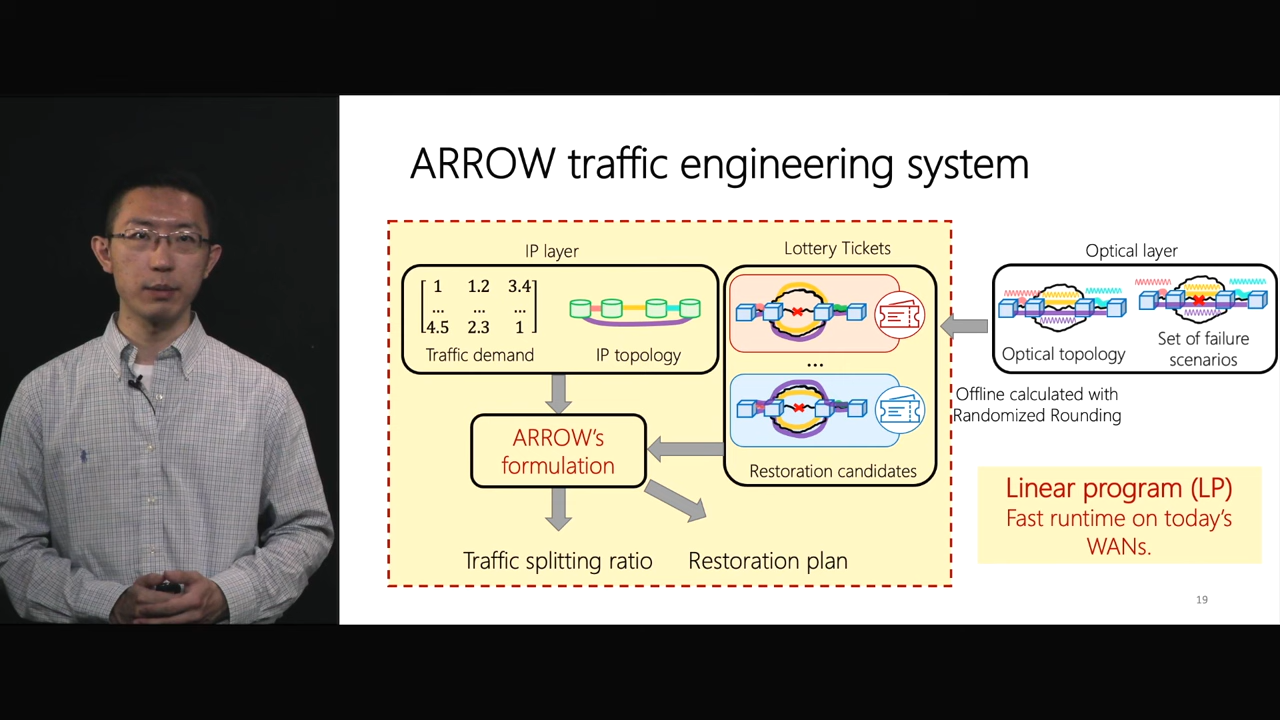 ARROW traffic engineering system
IP layer
1 1.2 3.4
... ... ...
4.5 2.3 1
Traffic demand
IP topology
Lottery Tickets
...
Restoration candidates
Optical layer
Optical topology
Set of failure
scenarios
Offline calculated with
Randomized Rounding
ARROW's
formulation
Traffic splitting ratio
Restoration plan
Linear program (LP)
Fast runtime on today's
WANs.
19